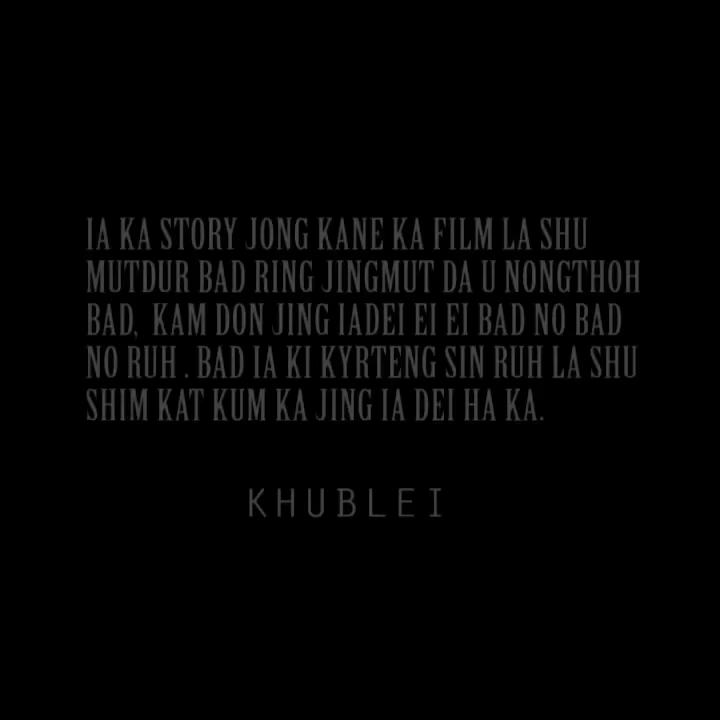 IA KA STORY JONG KANE KA FILM LA SHU
MUTDUR BAD RING JINGMUT DA U NONGTHOH
BAD, KAM DON JING IADEI EI EI BAD NO BAD
NO RUH . BAD IA KI KYRTENG SIN RUH LA SHU
SHIM KAT KUM KA JING IA DEI HA KA.
KHUBLEI